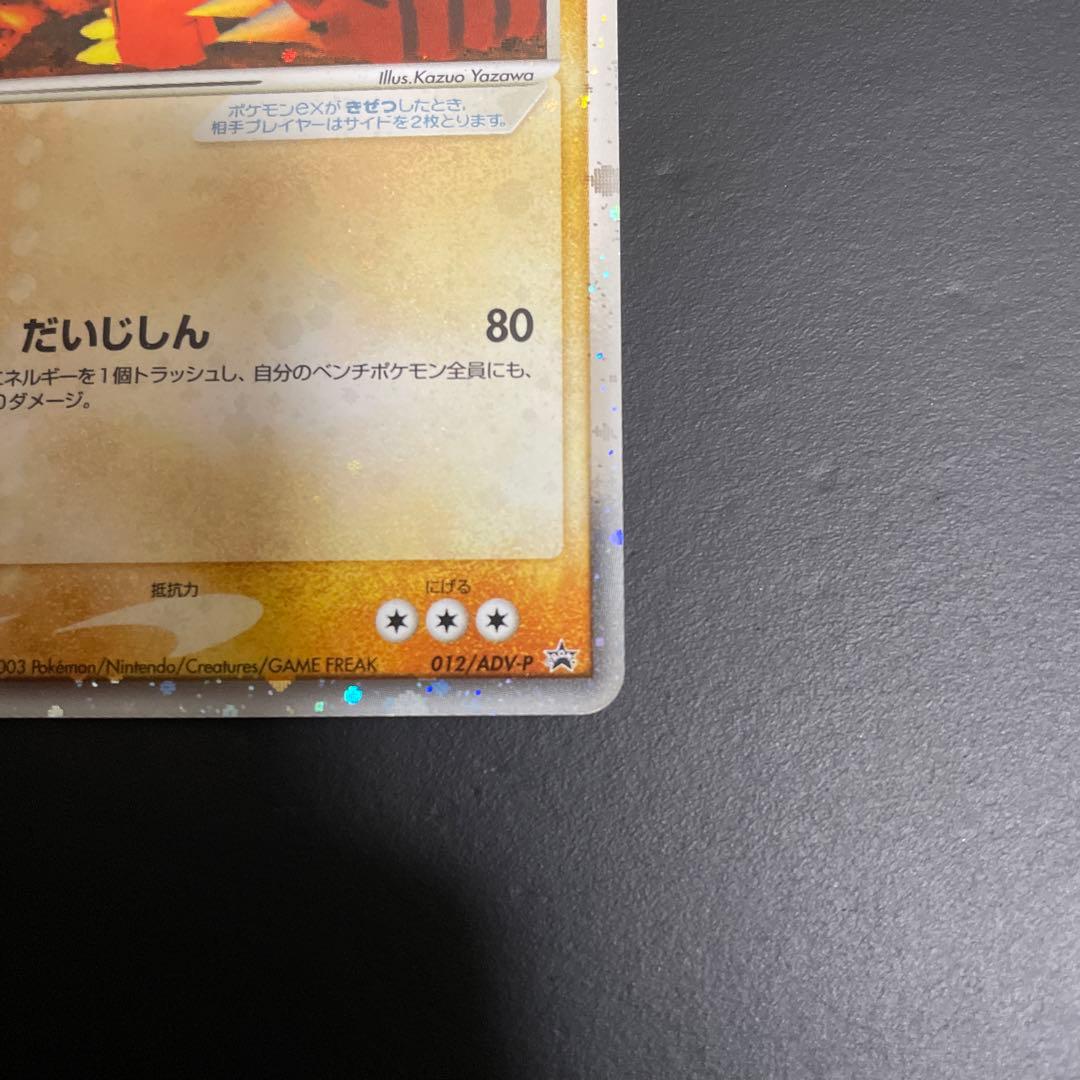 Illus.Kazuo Yazawa
ポケモンexが きぜつしたとき、
相手プレイヤーはサイドを2枚とります。
だいじしん 80
ネルギーを1個トラッシュし、自分のベンチポケモン全員にも、
0ダメージ。
抵抗力 にげる
003 Pokémon/Nintendo/Creatures/GAME FREAK 012/ADV-P